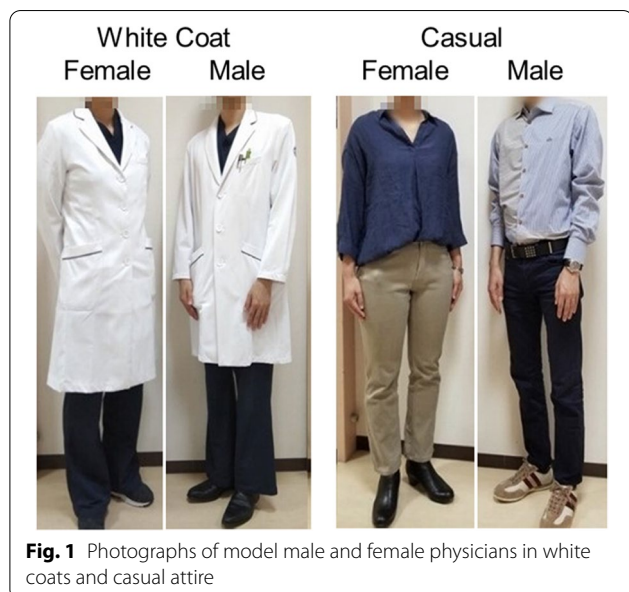 White Coat
Casual
Female Male
Female Male
Fig. 1 Photographs of model male and female physicians in white
coats and casual attire